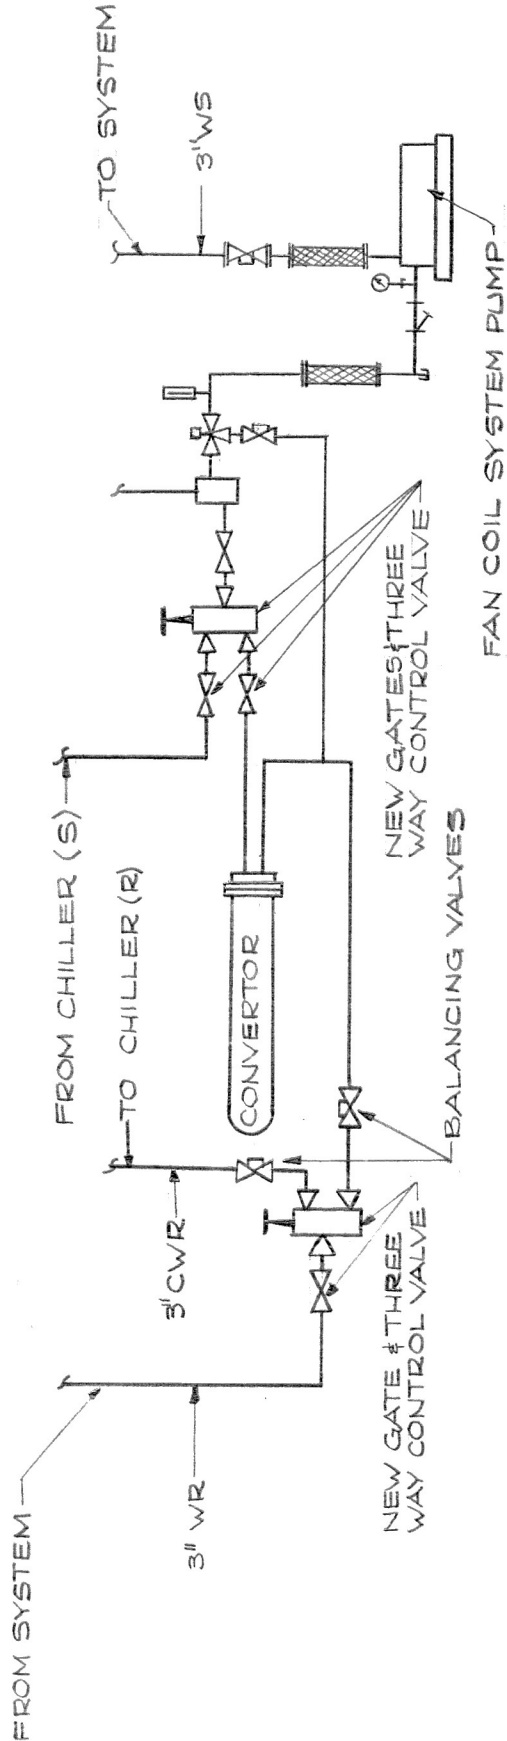 FROM SYSTEM
3" WR
3" CWR
TO CHILLER (R)
FROM CHILLER (S)
CONVERTOR
NEW GATE & THREE
WAY CONTROL VALVE
BALANCING VALVES
NEW GATES & THREE
WAY CONTROL VALVE
TO SYSTEM
3" WS
FAN COIL SYSTEM PUMP